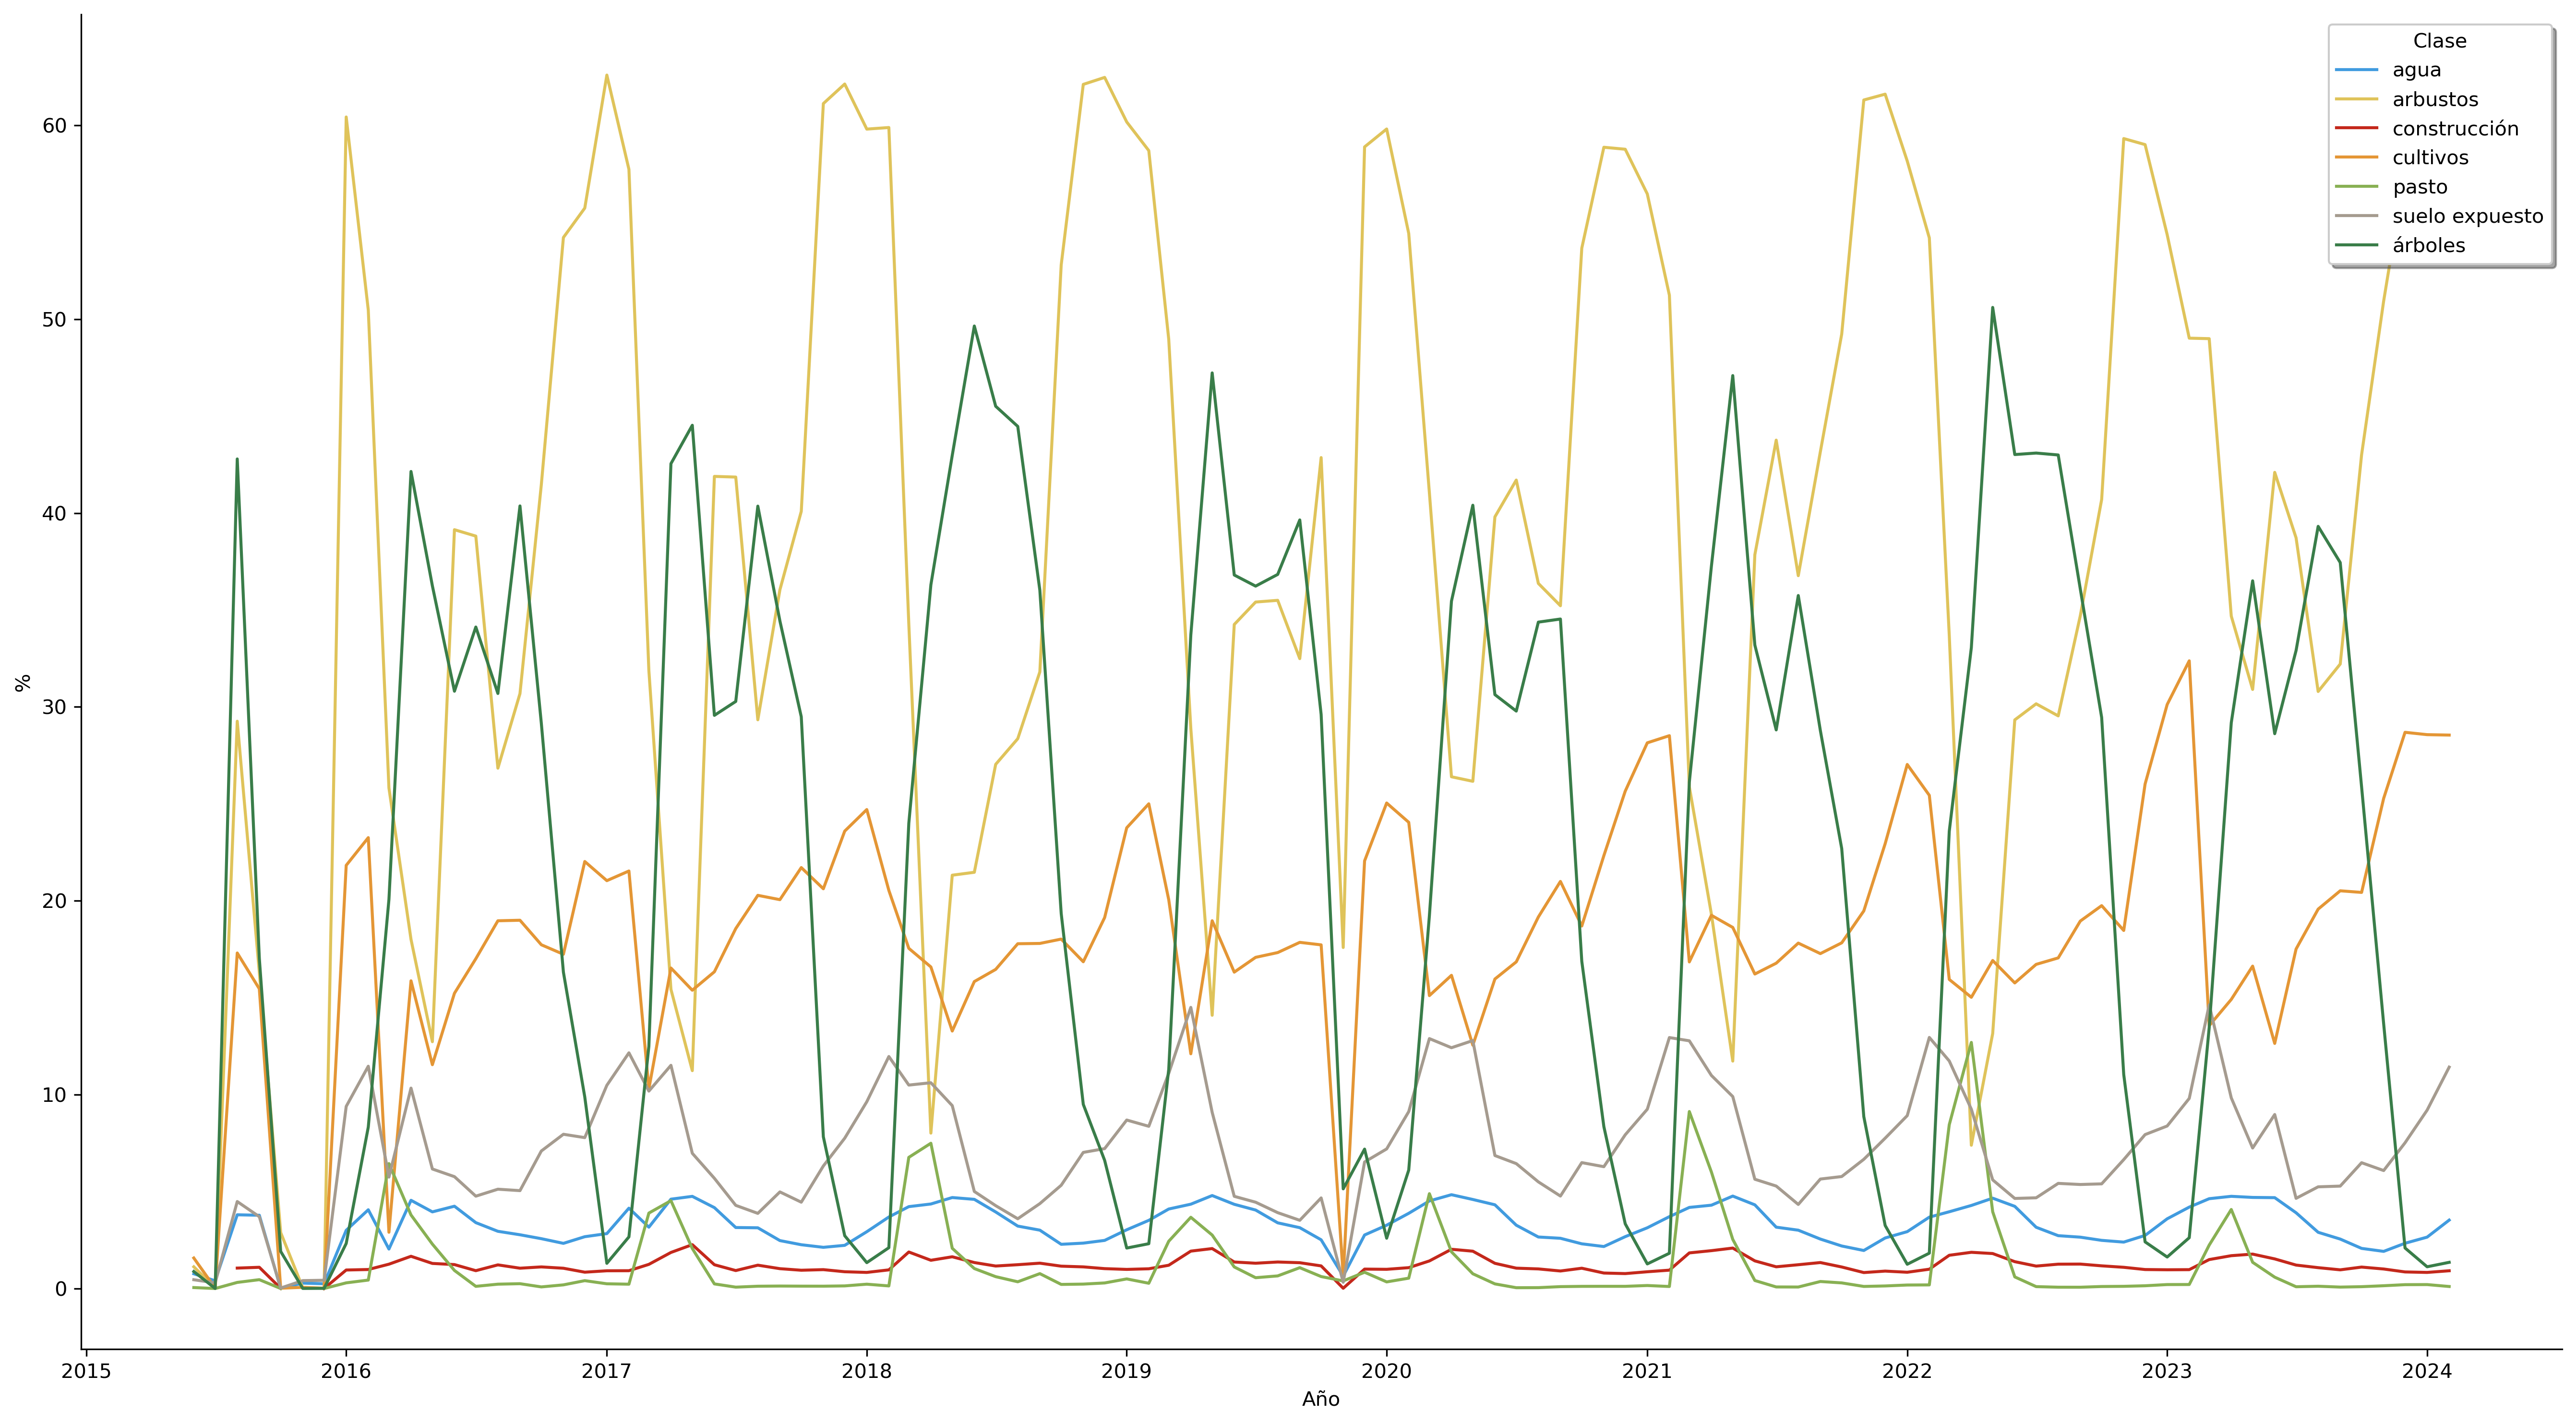 Clase
agua
arbustos
construcción
cultivos
pasto
suelo expuesto
árboles
60
50
40
30
20
10
0
%
2015 2016 2017 2018 2019 2020 2021 2022 2023 2024
Año